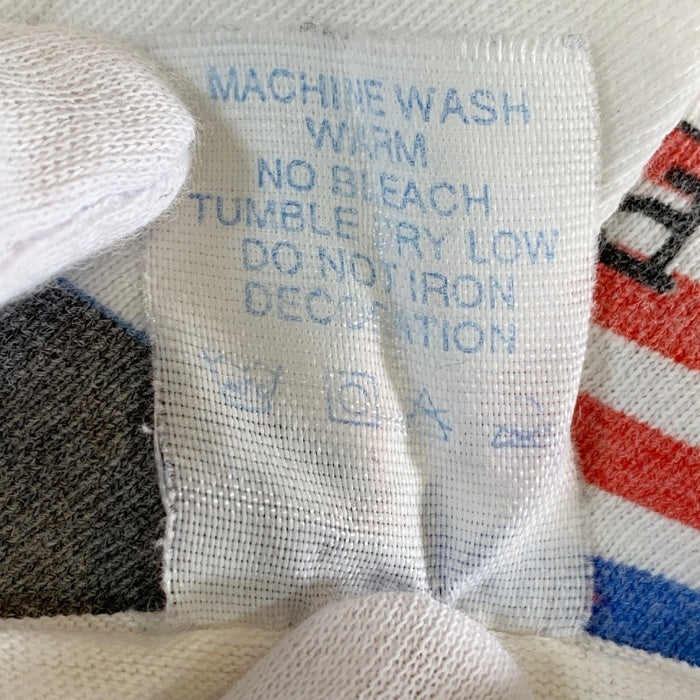 MACHINE WASH
WARM
NO BLEACH
TUMBLE DRY LOW
DO NOT IRON
DECORATION